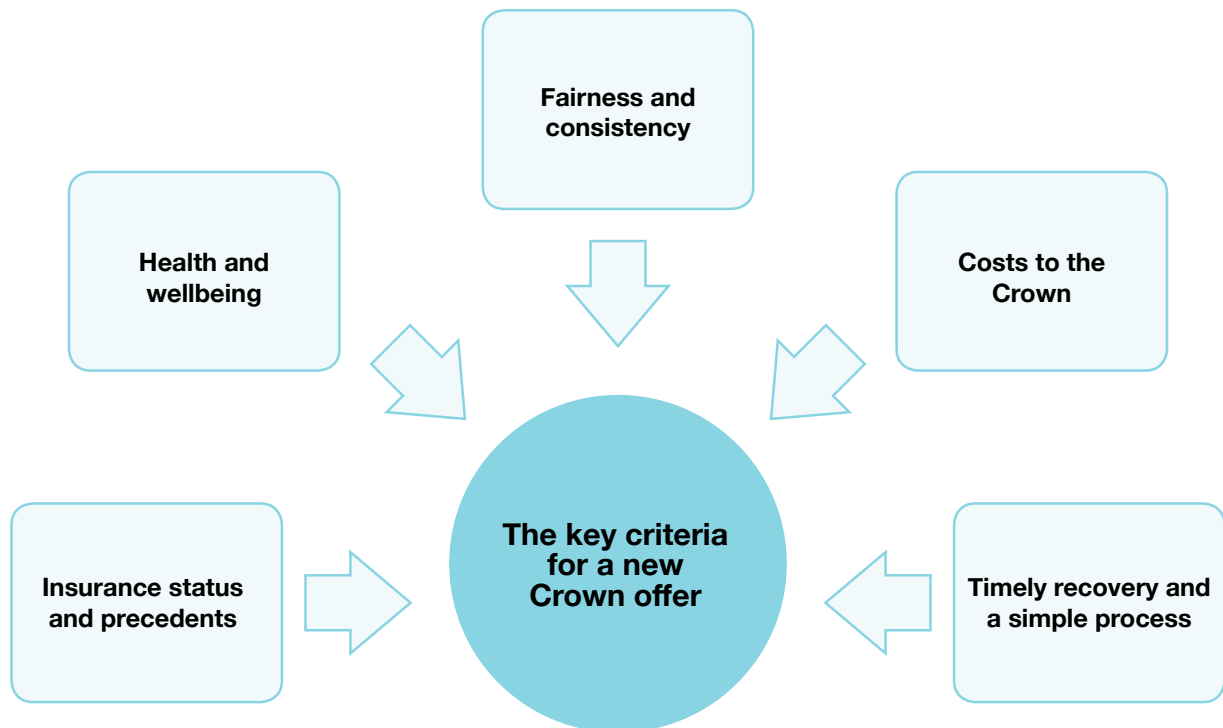 Fairness and
consistency
Health and
wellbeing
Costs to the
Crown
Insurance status
and precedents
The key criteria
for a new
Crown offer
Timely recovery and
a simple process